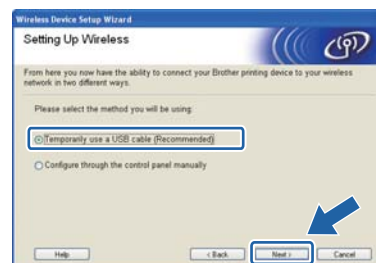 Wireless Device Setup Wizard
Setting Up Wireless
From here you now have the ability to connect your Brother printing device to your wireless
network in two different ways.
Please select the method you will be using:
Temporarily use a USB cable (Recommended)
Configure through the control panel manually
Help
< Back
Next >
Cancel